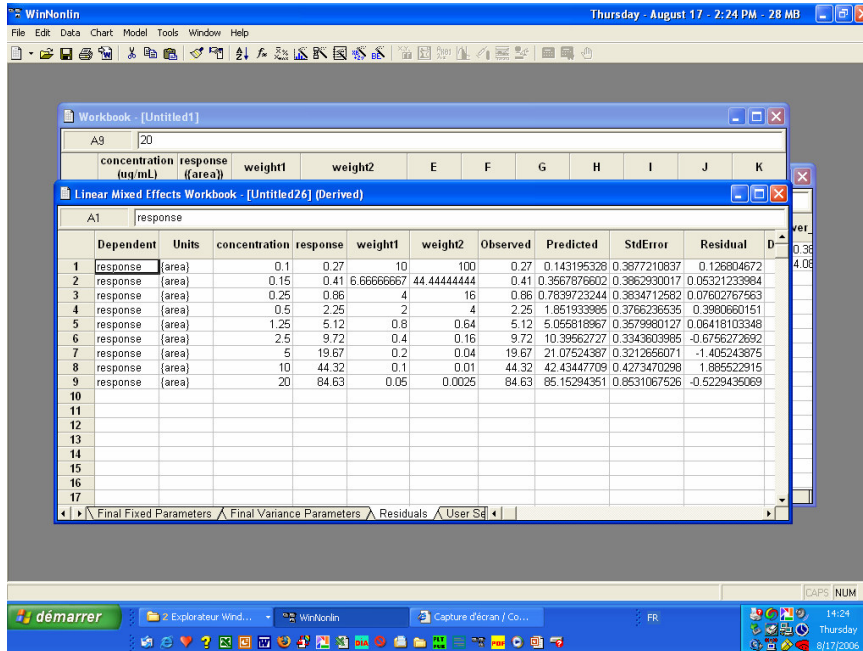 WinNonlin
Thursday - August 17 - 2:24 PM - 28 MB
File Edit Data Chart Model Tools Window Help
Workbook - [Untitled1]
A9 20
concentration (ug/mL) response ({area}) weight1 weight2 E F G H I J K
Linear Mixed Effects Workbook - [Untitled26] (Derived)
A1 response
Dependent Units concentration response weight1 weight2 Observed Predicted StdError Residual D
1 response {area} 0.1 0.27 10 100 0.27 0.143195328 0.3877210837 0.126804672
2 response {area} 0.15 0.41 6.66666667 44.44444444 0.41 0.3567876602 0.3862930017 0.05321233984
3 response {area} 0.25 0.86 4 16 0.86 0.7839723244 0.3834712582 0.07602767563
4 response {area} 0.5 2.25 2 4 2.25 1.851933985 0.3766236535 0.3980660151
5 response {area} 1.25 5.12 0.8 0.64 5.12 5.055818967 0.3579980127 0.06418103348
6 response {area} 2.5 9.72 0.4 0.16 9.72 10.39562727 0.3343603985 -0.6756272692
7 response {area} 5 19.67 0.2 0.04 19.67 21.07524387 0.3212656071 -1.405243875
8 response {area} 10 44.32 0.1 0.01 44.32 42.43447709 0.4273470298 1.885522915
9 response {area} 20 84.63 0.05 0.0025 84.63 85.15294351 0.8531067526 -0.5229435069
10
11
12
13
14
15
16
17
Final Fixed Parameters Final Variance Parameters Residuals User Se
ver_
0.38
4.08
CAPS NUM
démarrer 2 Explorateur Wind... WinNonlin Capture d'écran / Co... FR 14:24
Thursday
8/17/2006